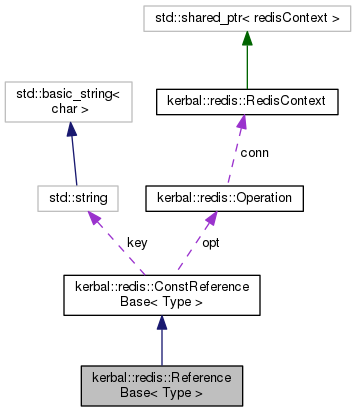 std::shared_ptr< redisContext >
std::basic_string<
char >
kerbal::redis::RedisContext
conn
std::string
kerbal::redis::Operation
key
opt
kerbal::redis::ConstReference
Base< Type >
kerbal::redis::Reference
Base< Type >